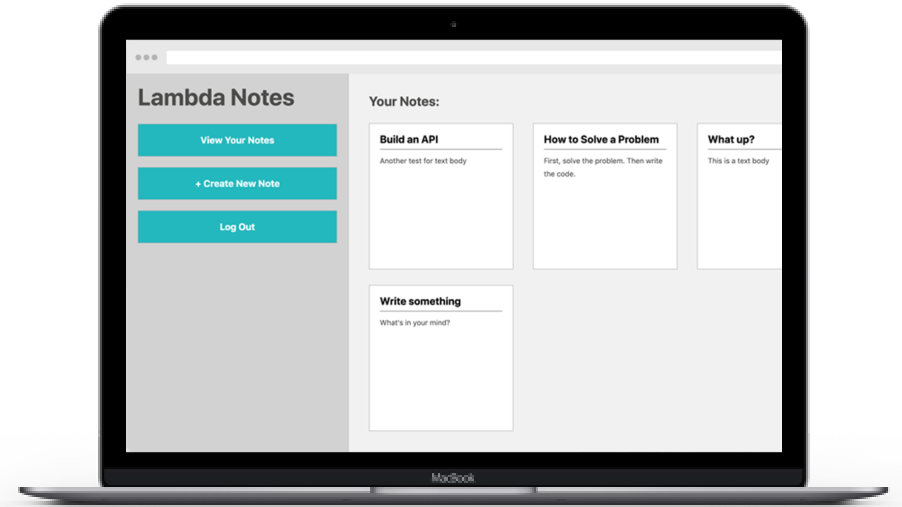 Lambda Notes
View Your Notes
+ Create New Note
Log Out
Your Notes:
Build an API
Another test for text body
How to Solve a Problem
First, solve the problem. Then write
the code.
What up?
This is a text body
Write something
What's in your mind?
MacBook